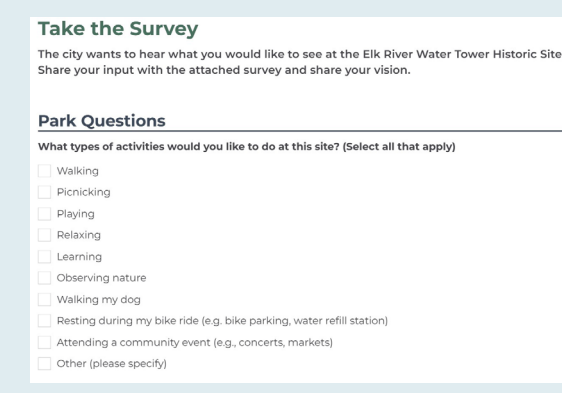 Take the Survey
The city wants to hear what you would like to see at the Elk River Water Tower Historic Site
Share your input with the attached survey and share your vision.
Park Questions
What types of activities would you like to do at this site? (Select all that apply)
Walking
Picnicking
Playing
Relaxing
Learning
Observing nature
Walking my dog
Resting during my bike ride (e.g. bike parking, water refill station)
Attending a community event (e.g., concerts, markets)
Other (please specify)